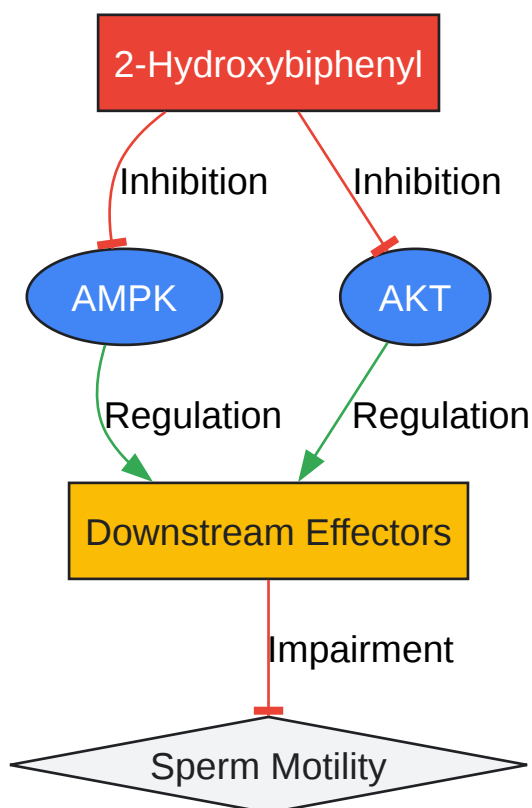 2-Hydroxybiphenyl
Inhibition
Inhibition
AMPK
AKT
Regulation
Regulation
Downstream Effectors
Impairment
Sperm Motility